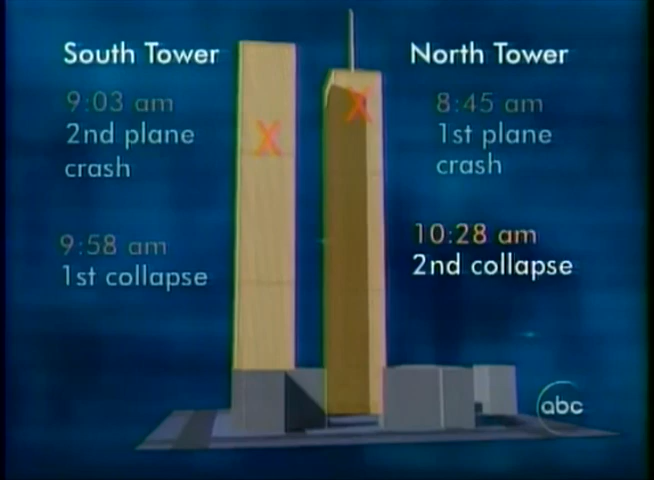 South Tower
9:03 am
2nd plane
crash
9:58 am
1st collapse
North Tower
8:45 am
1st plane
crash
10:28 am
2nd collapse
abc